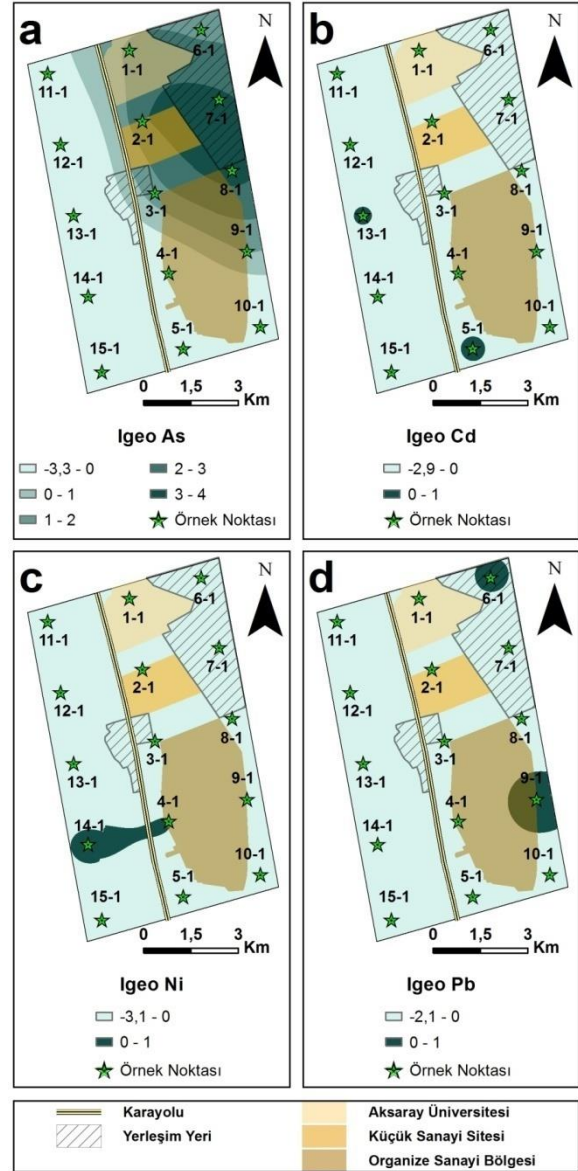 a
N
1-1
6-1
11-1
7-1
2-1
12-1
8-1
3-1
13-1
9-1
4-1
14-1
10-1
5-1
15-1
0 1,5 3
Km
Igeo As
-3,3 - 0
2 - 3
0 - 1
3 - 4
1 - 2
Örnek Noktası
b
N
1-1
6-1
11-1
7-1
2-1
12-1
8-1
3-1
13-1
9-1
4-1
14-1
10-1
5-1
15-1
0 1,5 3
Km
Igeo Cd
-2,9 - 0
0 - 1
Örnek Noktası
c
N
1-1
6-1
11-1
7-1
2-1
12-1
8-1
3-1
13-1
9-1
4-1
14-1
10-1
5-1
15-1
0 1,5 3
Km
Igeo Ni
-3,1 - 0
0 - 1
Örnek Noktası
d
N
1-1
6-1
11-1
7-1
2-1
12-1
8-1
3-1
13-1
9-1
4-1
14-1
10-1
5-1
15-1
0 1,5 3
Km
Igeo Pb
-2,1 - 0
0 - 1
Örnek Noktası
Karayolu
Yerleşim Yeri
Aksaray Üniversitesi
Küçük Sanayi Sitesi
Organize Sanayi Bölgesi